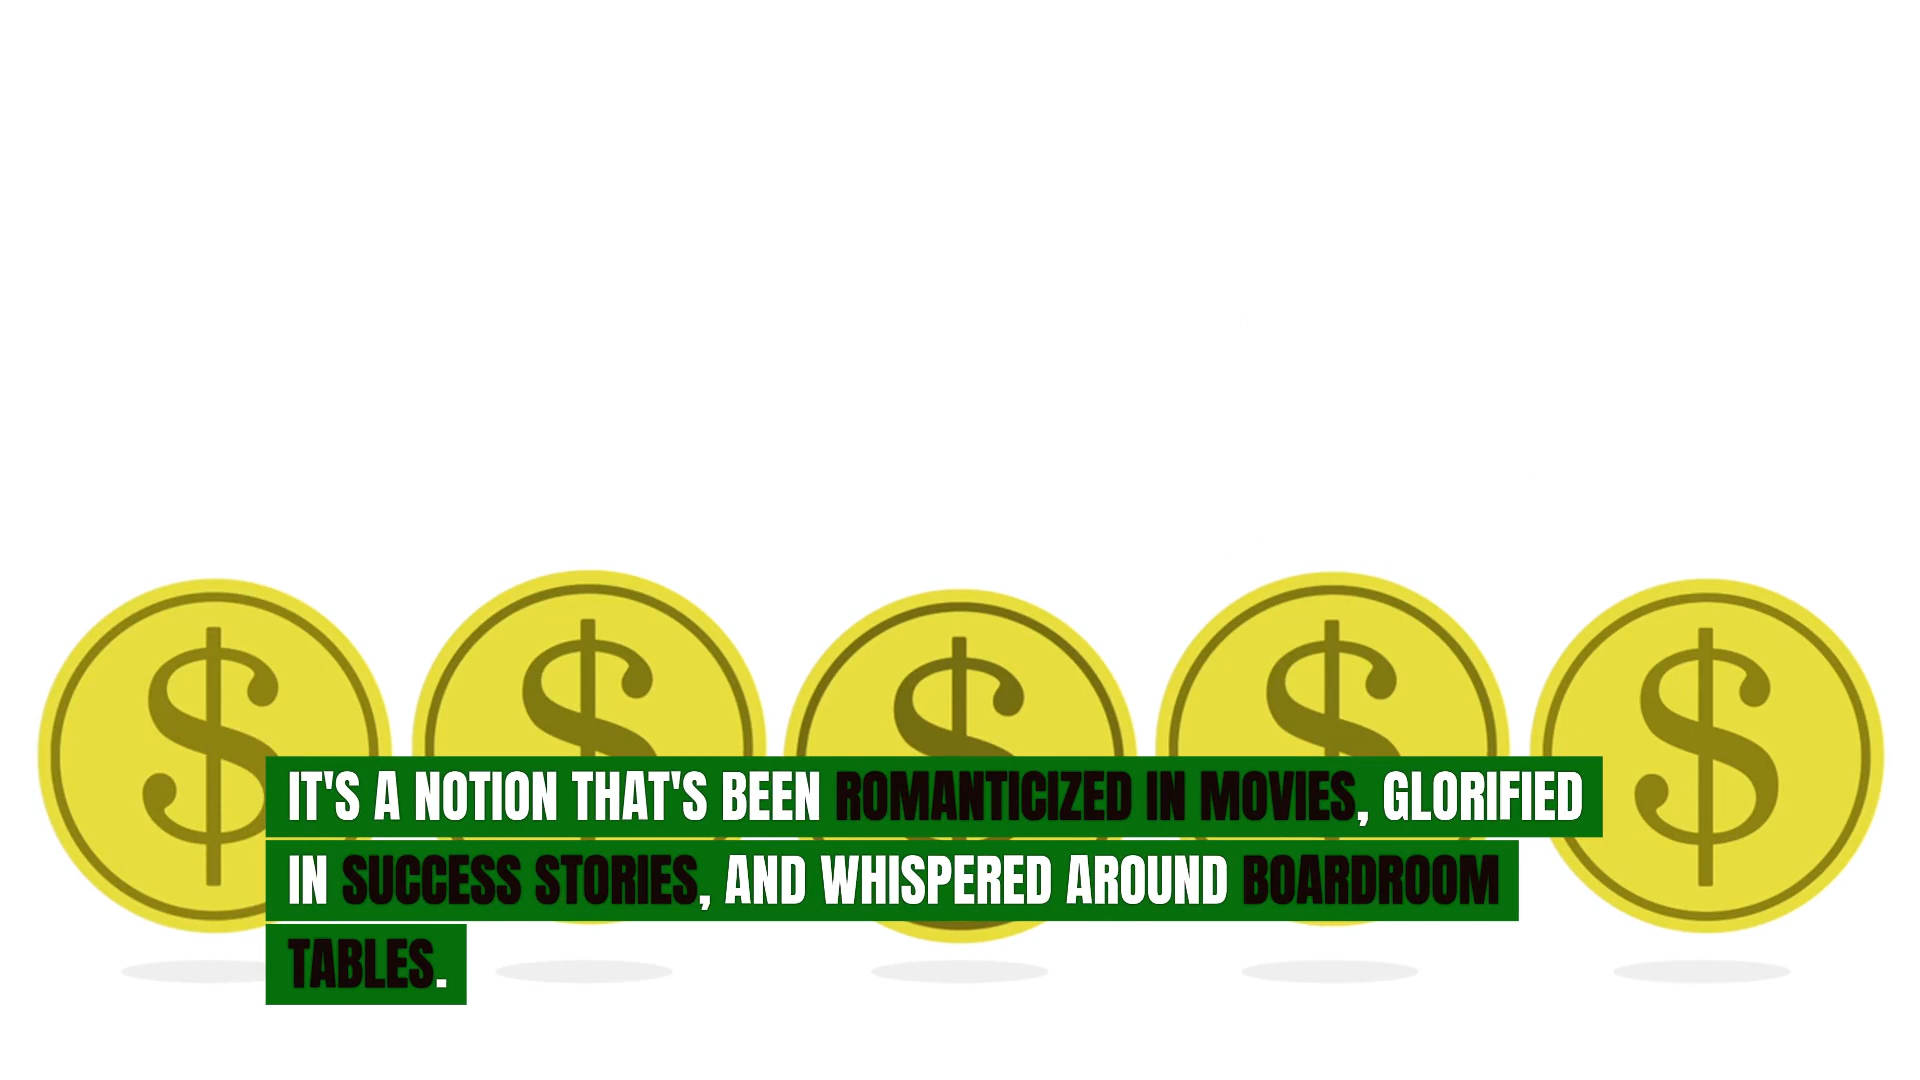 $ $ $ $ $
IT'S A NOTION THAT'S BEEN ROMANTICIZED IN MOVIES, GLORIFIED
IN SUCCESS STORIES, AND WHISPERED AROUND BOARDROOM
TABLES.